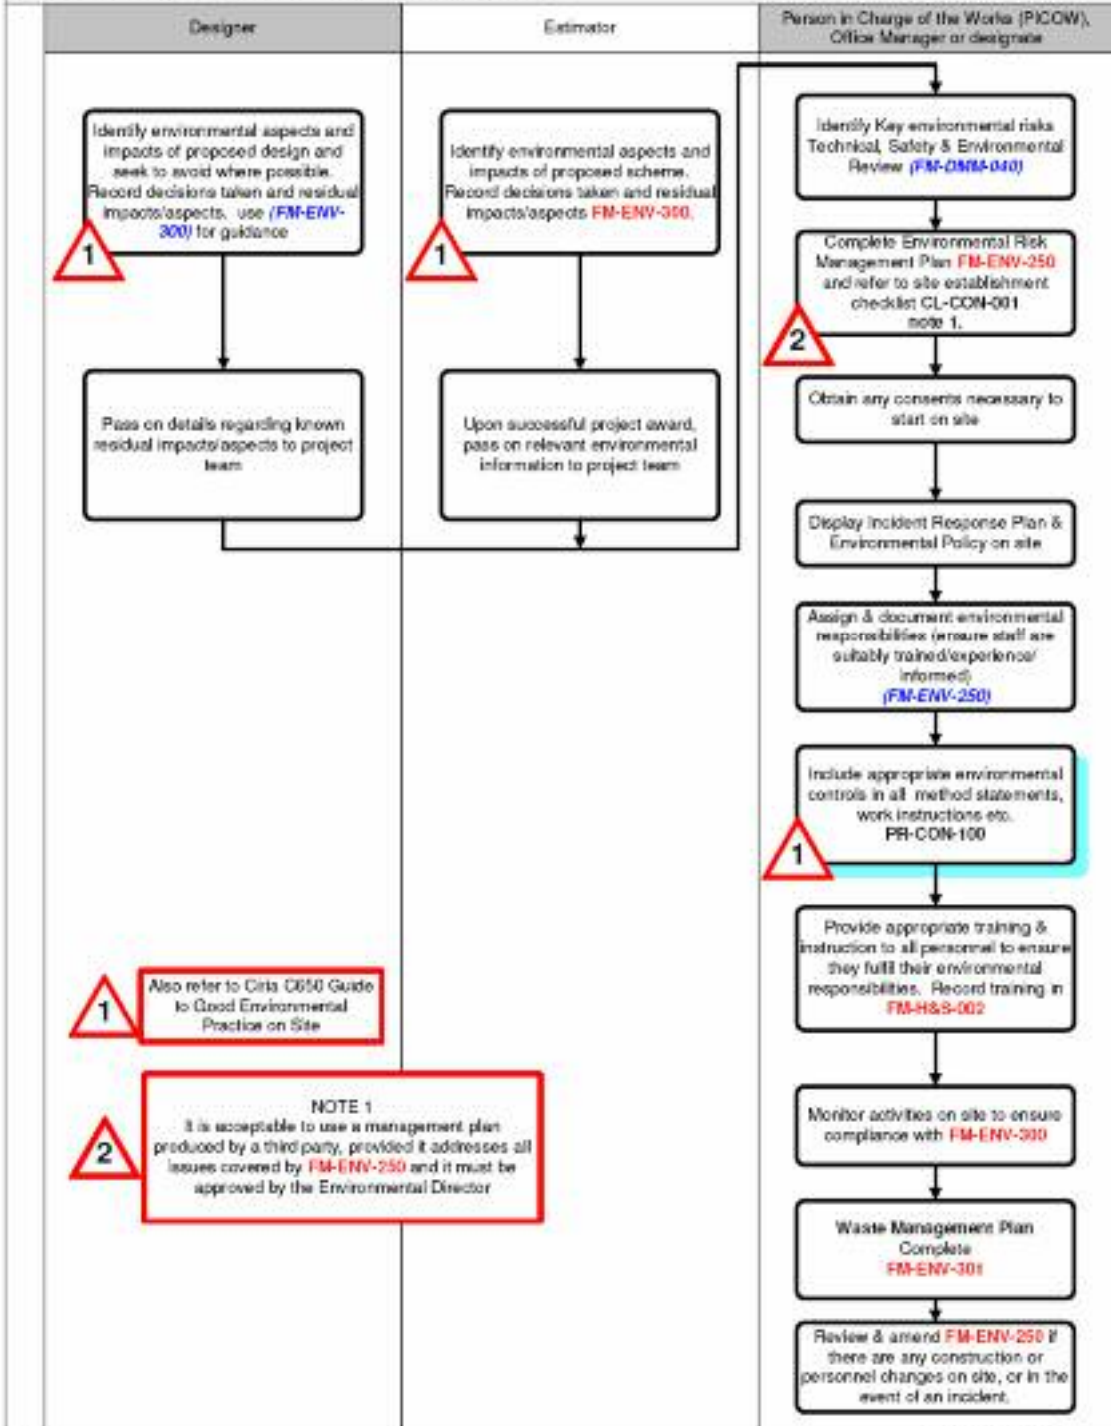 Designer
Estimator
Person in Charge of the Works (PICOW),
Office Manager or designate
Identify environmental aspects and
impacts of proposed design and
seek to avoid where possible.
Record decisions taken and residual
impacts/aspects. use (FM-ENV-
300) for guidance
1
Pass on details regarding known
residual impacts/aspects to project
team
Identify environmental aspects and
impacts of proposed scheme.
Record decisions taken and residual
impacts/aspects FM-ENV-300.
1
Upon successful project award,
pass on relevant environmental
information to project team
Identify Key environmental risks
Technical, Safety & Environmental
Review (FM-OMM-040)
Complete Environmental Risk
Management Plan FM-ENV-250
and refer to site establishment
checklist CL-CON-001
note 1.
2
Obtain any consents necessary to
start on site
Display Incident Response Plan &
Environmental Policy on site
Assign & document environmental
responsibilities (ensure staff are
suitably trained/experience/
informed)
(FM-ENV-250)
Include appropriate environmental
controls in all method statements,
work instructions etc.
PR-CON-100
1
Provide appropriate training &
instruction to all personnel to ensure
they fulfil their environmental
responsibilities. Record training in
FM-H&S-002
Monitor activities on site to ensure
compliance with FM-ENV-300
Waste Management Plan
Complete
FM-ENV-301
Review & amend FM-ENV-250 if
there are any construction or
personnel changes on site, or in the
event of an incident.
1
Also refer to Ciria C650 Guide
to Good Environmental
Practice on Site
2
NOTE 1
It is acceptable to use a management plan
produced by a third party, provided it addresses all
issues covered by FM-ENV-250 and it must be
approved by the Environmental Director